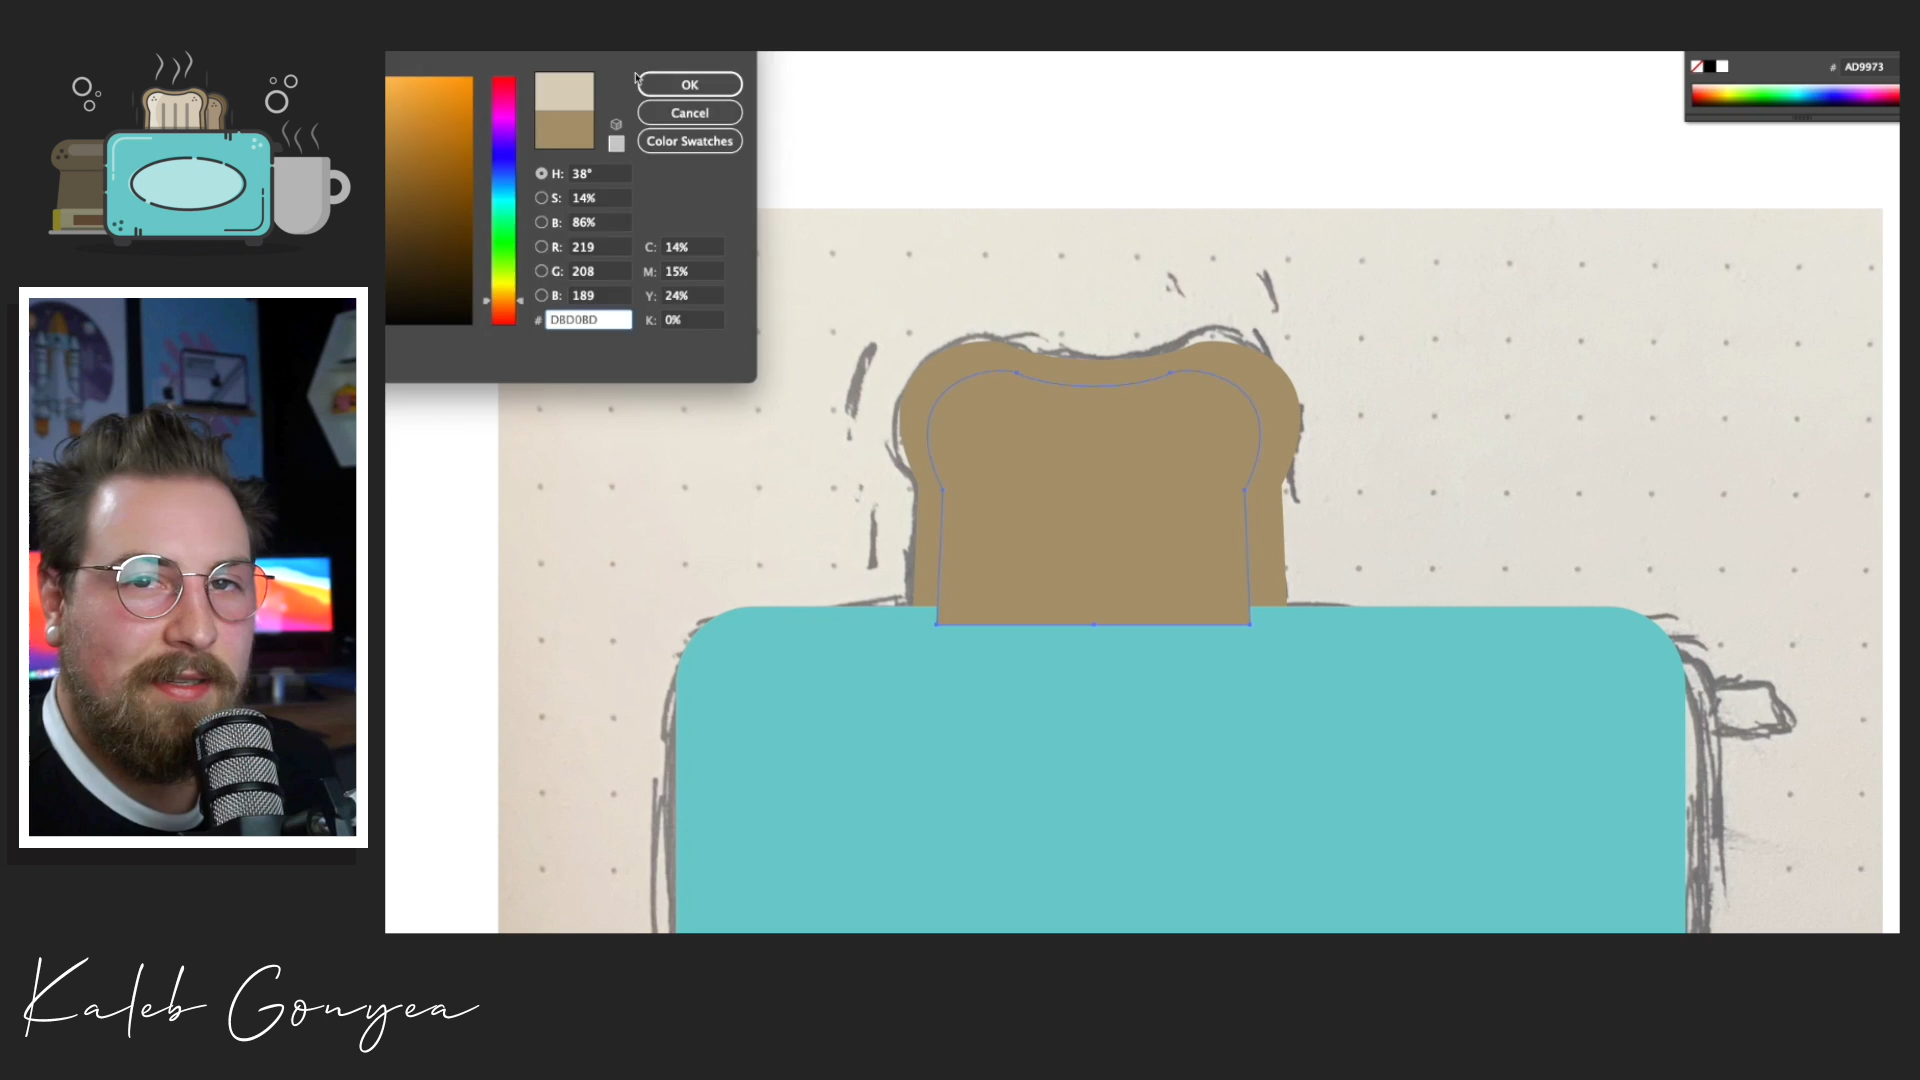 OK
Cancel
Color Swatches
H: 38°
S: 14%
B: 86%
R: 219 C: 14%
G: 208 M: 15%
B: 189 Y: 24%
# DBD0BD K: 0%
# AD9973
Kaleb Gonyea